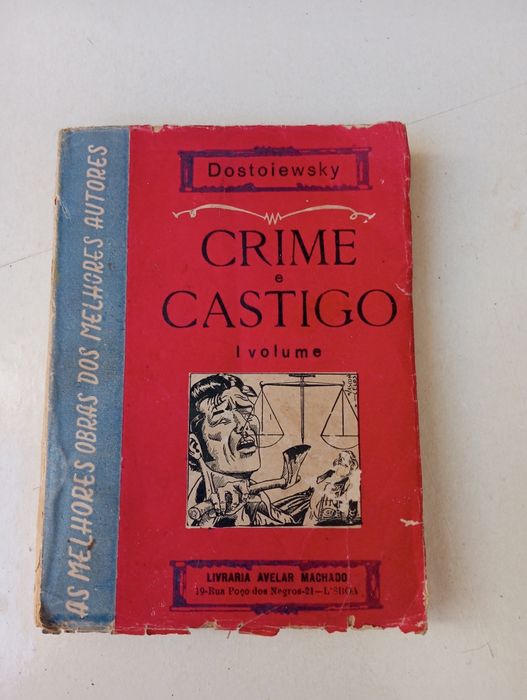 AS MELHORES OBRAS DOS MELHORES AUTORES
Dostoiewsky
CRIME
e
CASTIGO
I volume
LIVRARIA AVELAR MACHADO
19-Rua Poço dos Negros-21—LISBOA